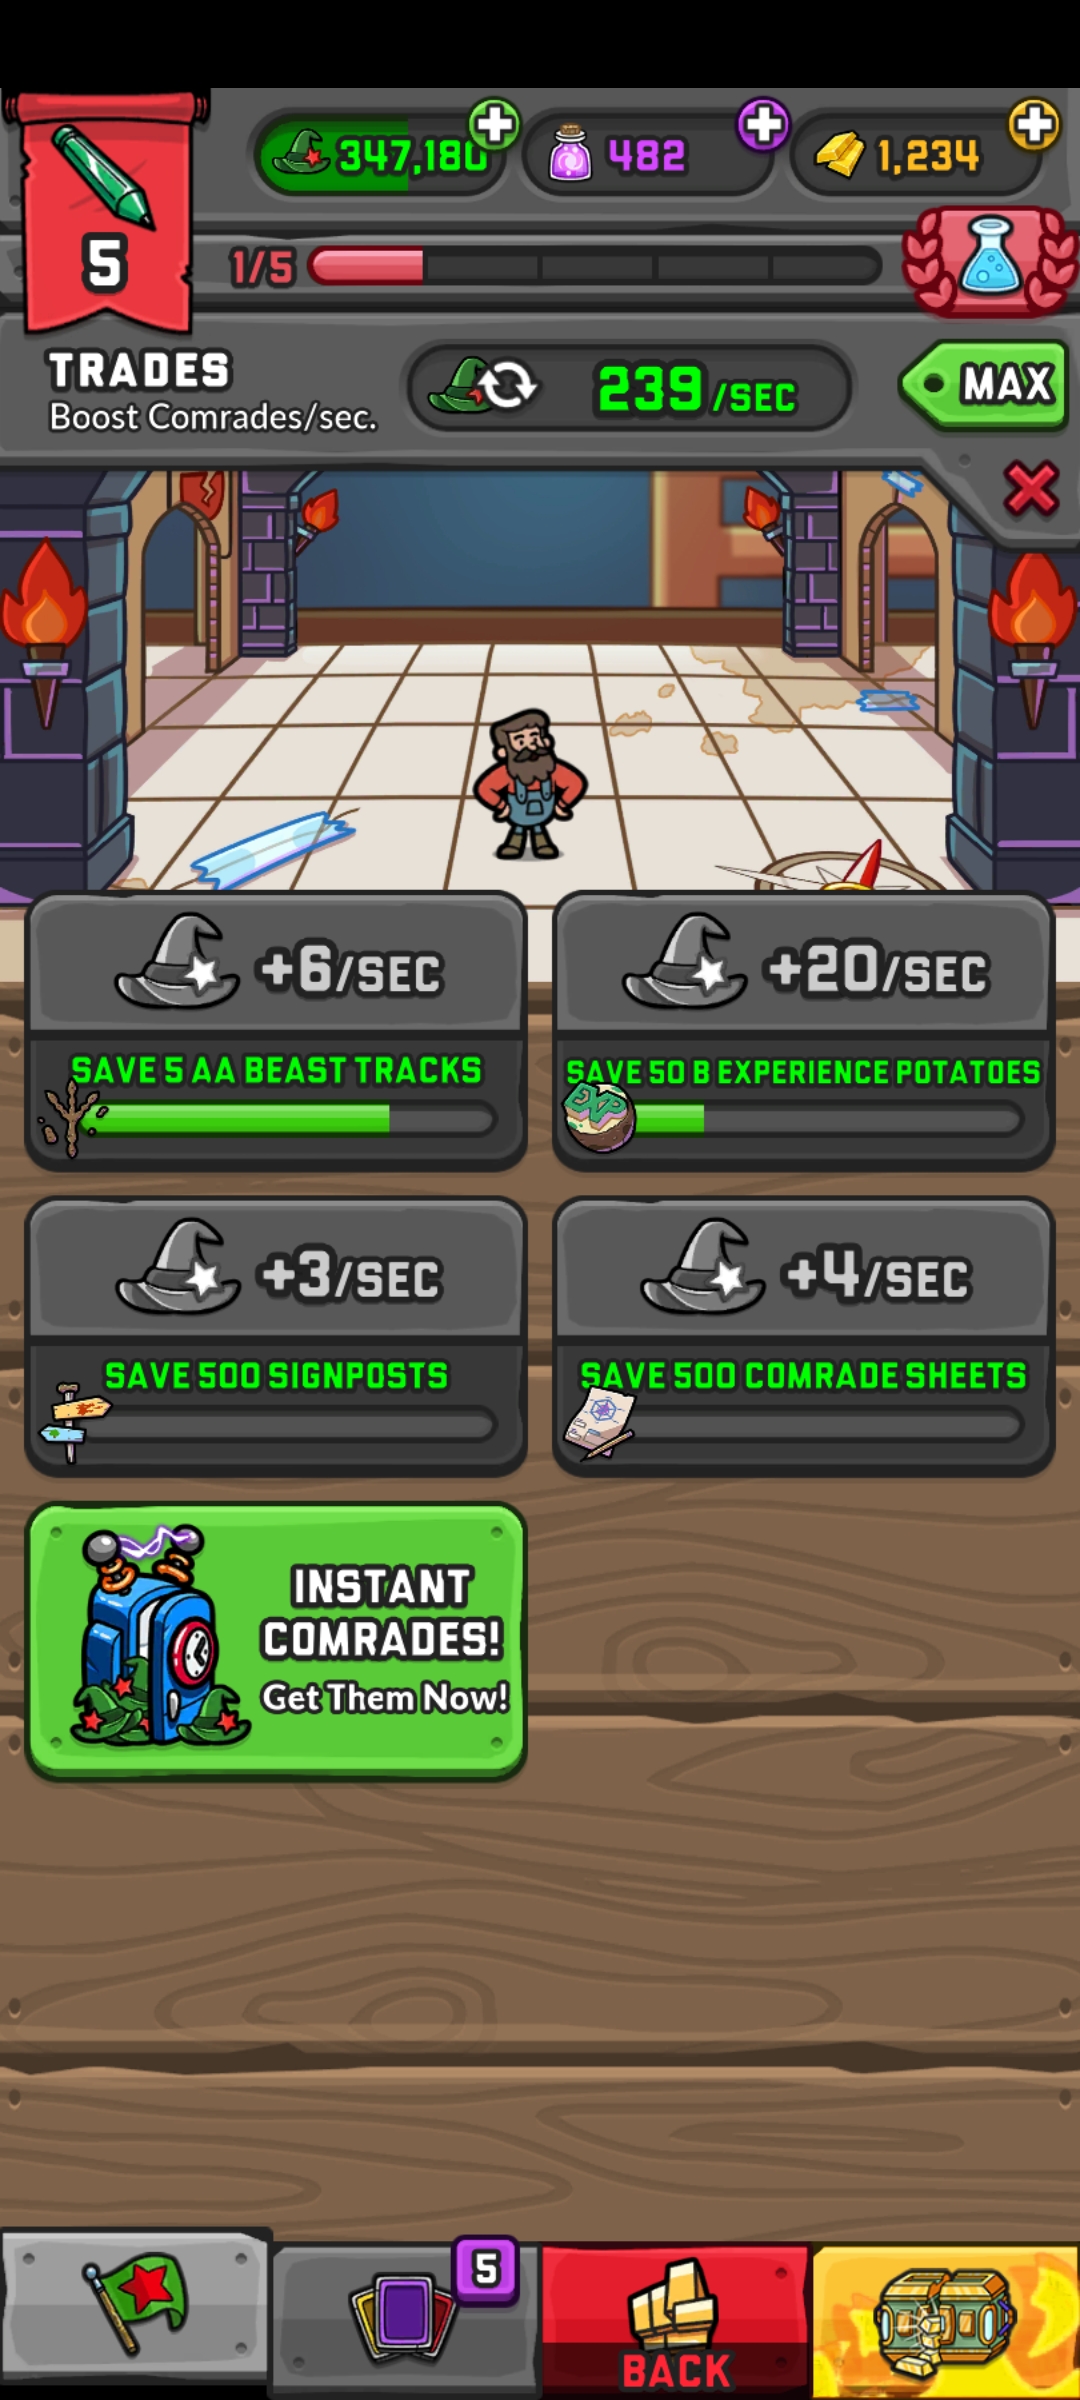 347,180
482
1,234
5
1/5
TRADES
Boost Comrades/sec.
239/SEC
MAX
+6/SEC
+20/SEC
SAVE 5 AA BEAST TRACKS
SAVE 50 B EXPERIENCE POTATOES
EXP
+3/SEC
+4/SEC
SAVE 500 SIGNPOSTS
SAVE 500 COMRADE SHEETS
INSTANT
COMRADES!
Get Them Now!
5
BACK